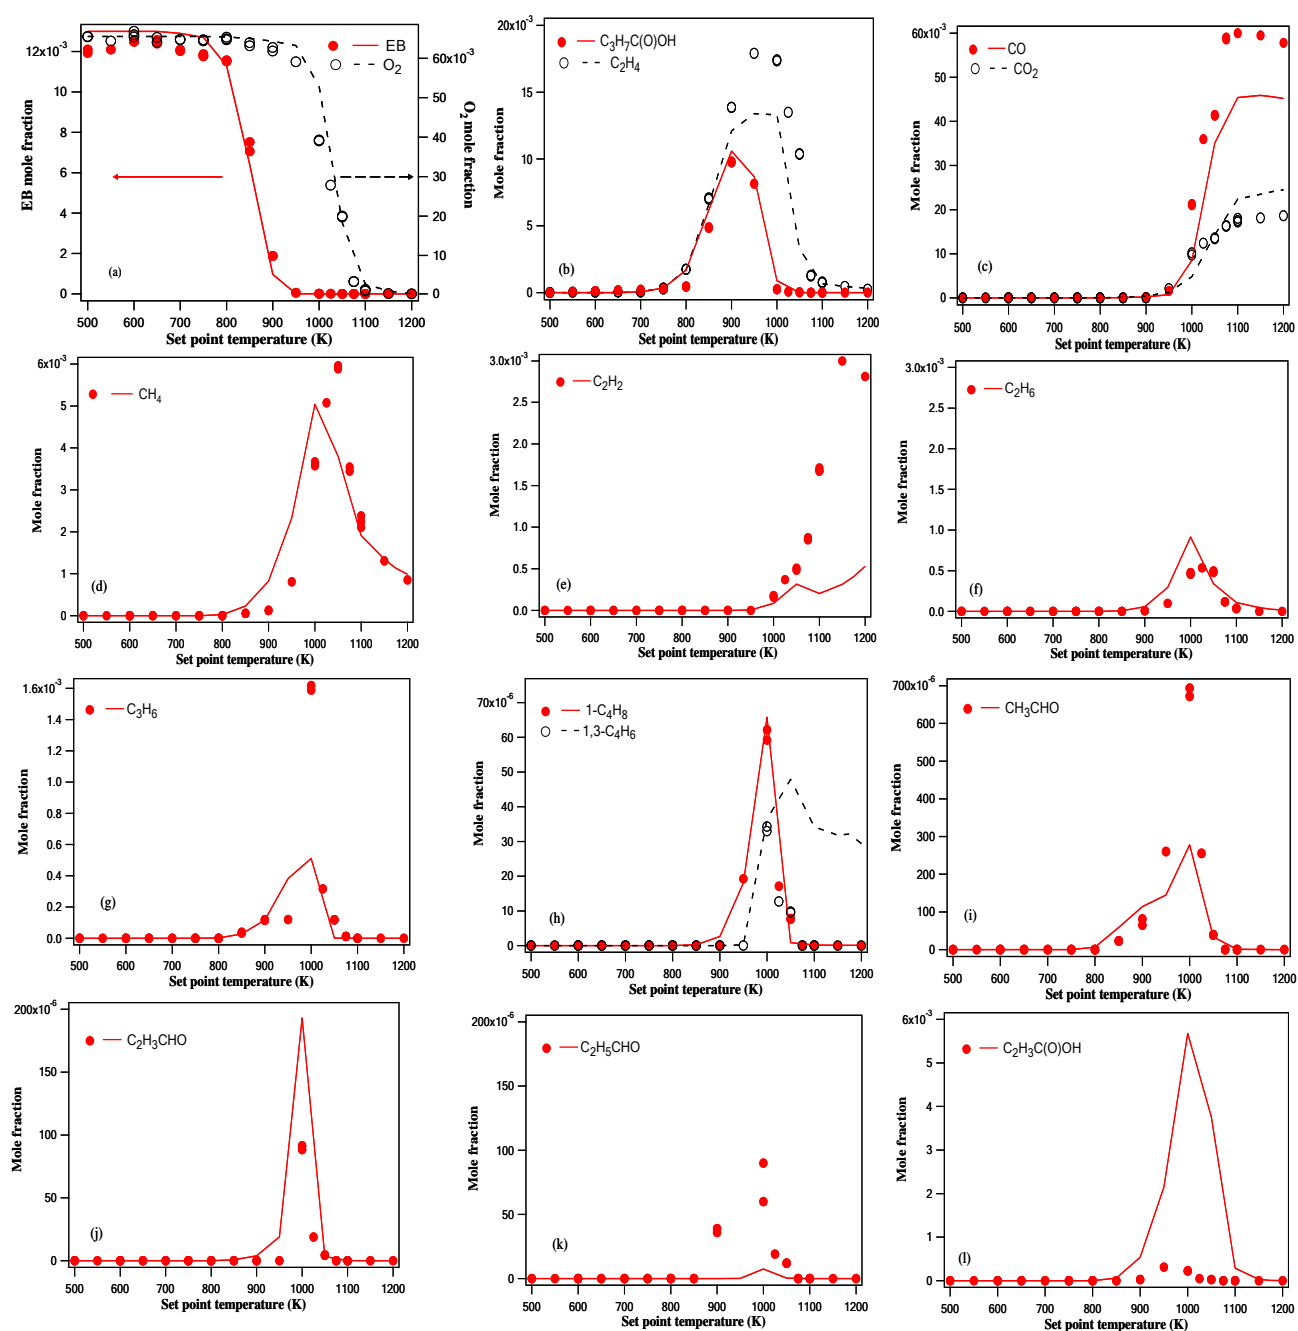 12x10⁻³
10
8
6
4
2
0
EB mole fraction
EB
O₂
60x10⁻³
50
40
30
20
10
0
O₂ mole fraction
(a)
500 600 700 800 900 1000 1100 1200
Set point temperature (K)
20x10⁻³
15
10
5
0
Mole fraction
C₃H₇C(O)OH
C₂H₄
(b)
500 600 700 800 900 1000 1100 1200
Set point temperature (K)
60x10⁻³
50
40
30
20
10
0
Mole fraction
CO
CO₂
(c)
500 600 700 800 900 1000 1100 1200
Set point temperature (K)
6x10⁻³
5
4
3
2
1
0
Mole fraction
CH₄
(d)
500 600 700 800 900 1000 1100 1200
Set point temperature (K)
3.0x10⁻³
2.5
2.0
1.5
1.0
0.5
0.0
Mole fraction
C₂H₂
(e)
500 600 700 800 900 1000 1100 1200
Set point temperature (K)
3.0x10⁻³
2.5
2.0
1.5
1.0
0.5
0.0
Mole fraction
C₂H₆
(f)
500 600 700 800 900 1000 1100 1200
Set point temperature (K)
1.6x10⁻³
1.4
1.2
1.0
0.8
0.6
0.4
0.2
0.0
Mole fraction
C₃H₆
(g)
500 600 700 800 900 1000 1100 1200
Set point temperature (K)
70x10⁻⁶
60
50
40
30
20
10
0
Mole fraction
1-C₄H₈
1,3-C₄H₆
(h)
500 600 700 800 900 1000 1100 1200
Set point teperature (K)
700x10⁻⁶
600
500
400
300
200
100
0
Mole fraction
CH3CHO
(i)
500 600 700 800 900 1000 1100 1200
Set point temperature (K)
200x10⁻⁶
150
100
50
0
Mole fraction
C₂H₃CHO
(j)
500 600 700 800 900 1000 1100 1200
Set point temperature (K)
200x10⁻⁶
150
100
50
0
Mole fraction
C₂H₅CHO
(k)
500 600 700 800 900 1000 1100 1200
Set point temperature (K)
6x10⁻³
5
4
3
2
1
0
Mole fraction
C₂H₃C(O)OH
(l)
500 600 700 800 900 1000 1100 1200
Set point temperature (K)